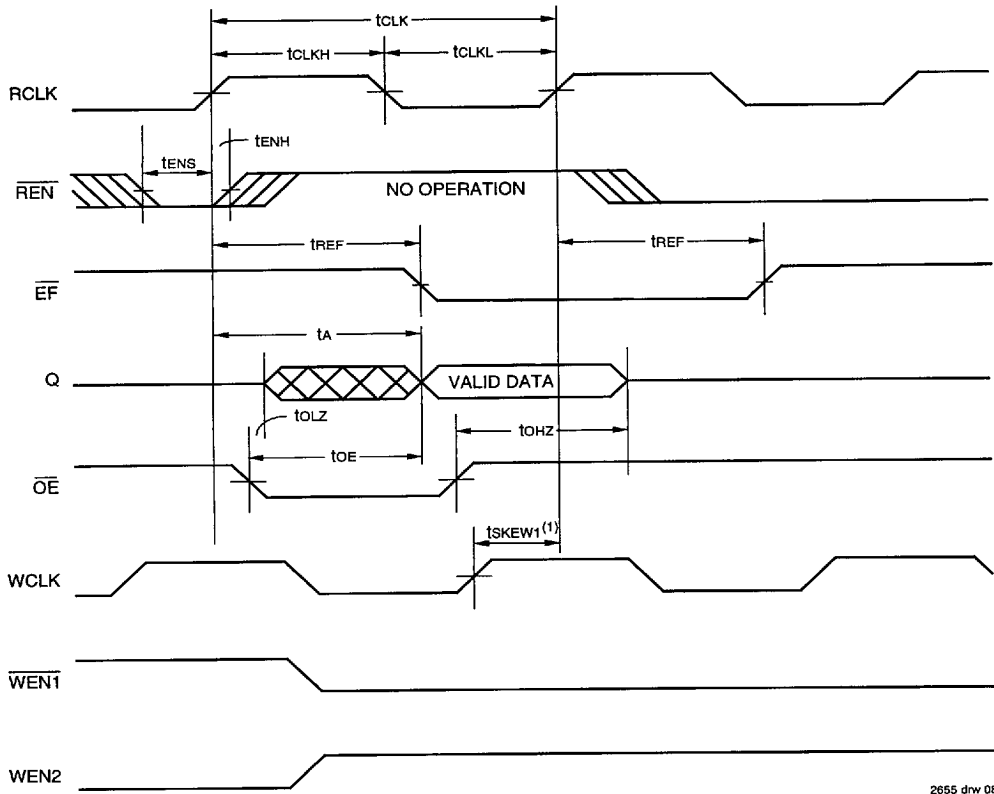 tCLK
tCLKH
tCLKL
RCLK
tENH
tENS
REN
NO OPERATION
tREF
tREF
EF
tA
Q
VALID DATA
tOLZ
tOHZ
tOE
OE
tSKEW1(1)
WCLK
WEN1
WEN2
2655 drw 08